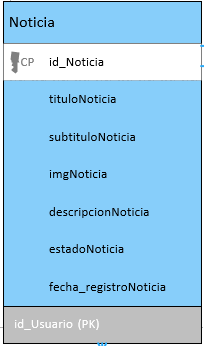 Noticia
CP id_Noticia
tituloNoticia
subtituloNoticia
imgNoticia
descripcionNoticia
estadoNoticia
fecha_registroNoticia
id_Usuario (PK)